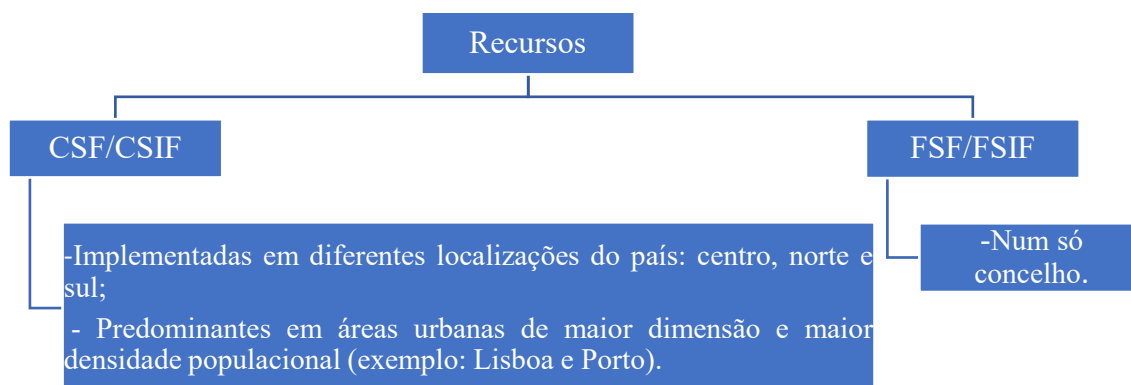 Recursos
CSF/CSIF
FSF/FSIF
-Implementadas em diferentes localizações do país: centro, norte e
sul;
- Predominantes em áreas urbanas de maior dimensão e maior
densidade populacional (exemplo: Lisboa e Porto).
-Num só
concelho.